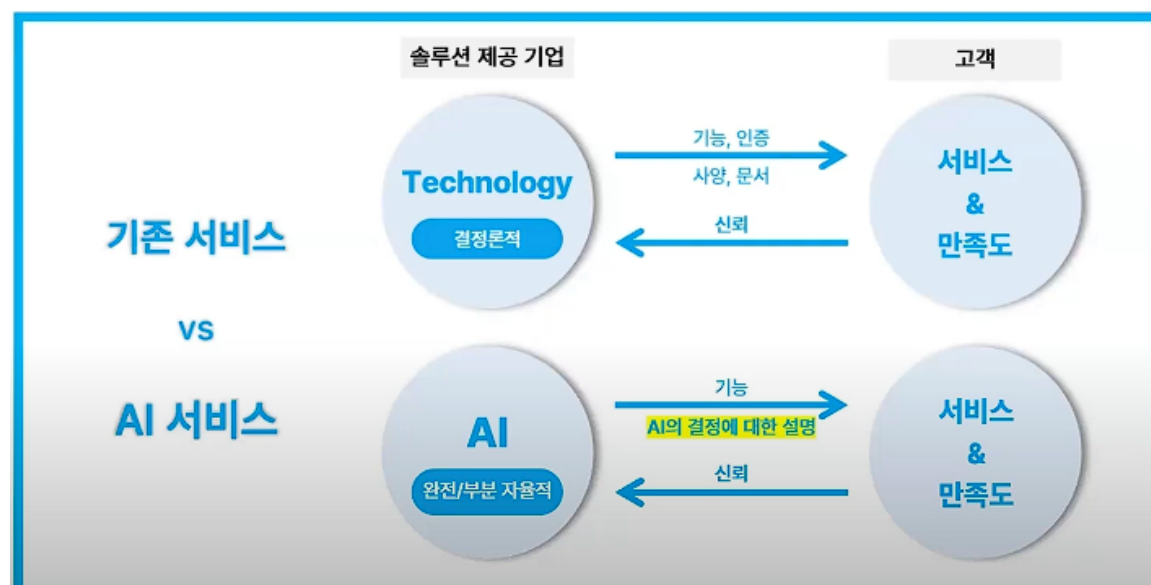 솔루션 제공 기업
고객
기존 서비스
vs
AI 서비스
Technology
결정론적
기능, 인증
사양, 문서
신뢰
서비스
&
만족도
AI
완전/부분 자율적
기능
AI의 결정에 대한 설명
신뢰
서비스
&
만족도